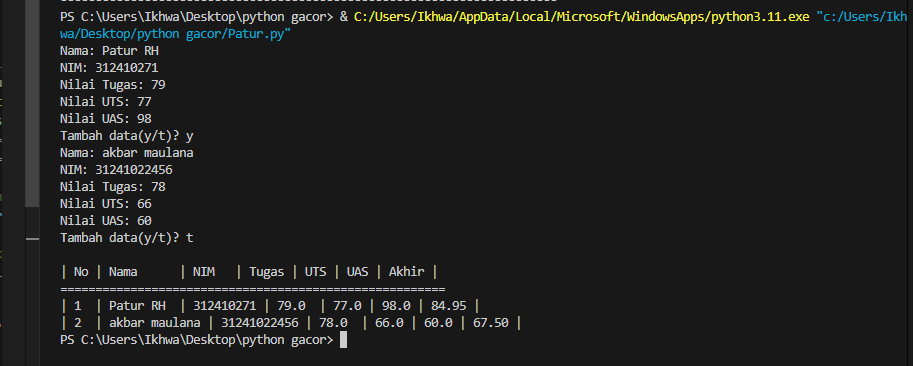 PS C:\Users\Ikhwa\Desktop\python gacor> & C:/Users/Ikhwa/AppData/Local/Microsoft/WindowsApps/python3.11.exe "c:/Users/Ikh
wa/Desktop/python gacor/Patur.py"
Nama: Patur RH
NIM: 312410271
Nilai Tugas: 79
Nilai UTS: 77
Nilai UAS: 98
Tambah data(y/t)? y
Nama: akbar maulana
NIM: 31241022456
Nilai Tugas: 78
Nilai UTS: 66
Nilai UAS: 60
Tambah data(y/t)? t
| No | Nama      | NIM   | Tugas | UTS | UAS | Akhir |
=======================================================
| 1  | Patur RH  | 312410271 | 79.0  | 77.0 | 98.0 | 84.95 |
| 2  | akbar maulana | 31241022456 | 78.0  | 66.0 | 60.0 | 67.50 |
PS C:\Users\Ikhwa\Desktop\python gacor>